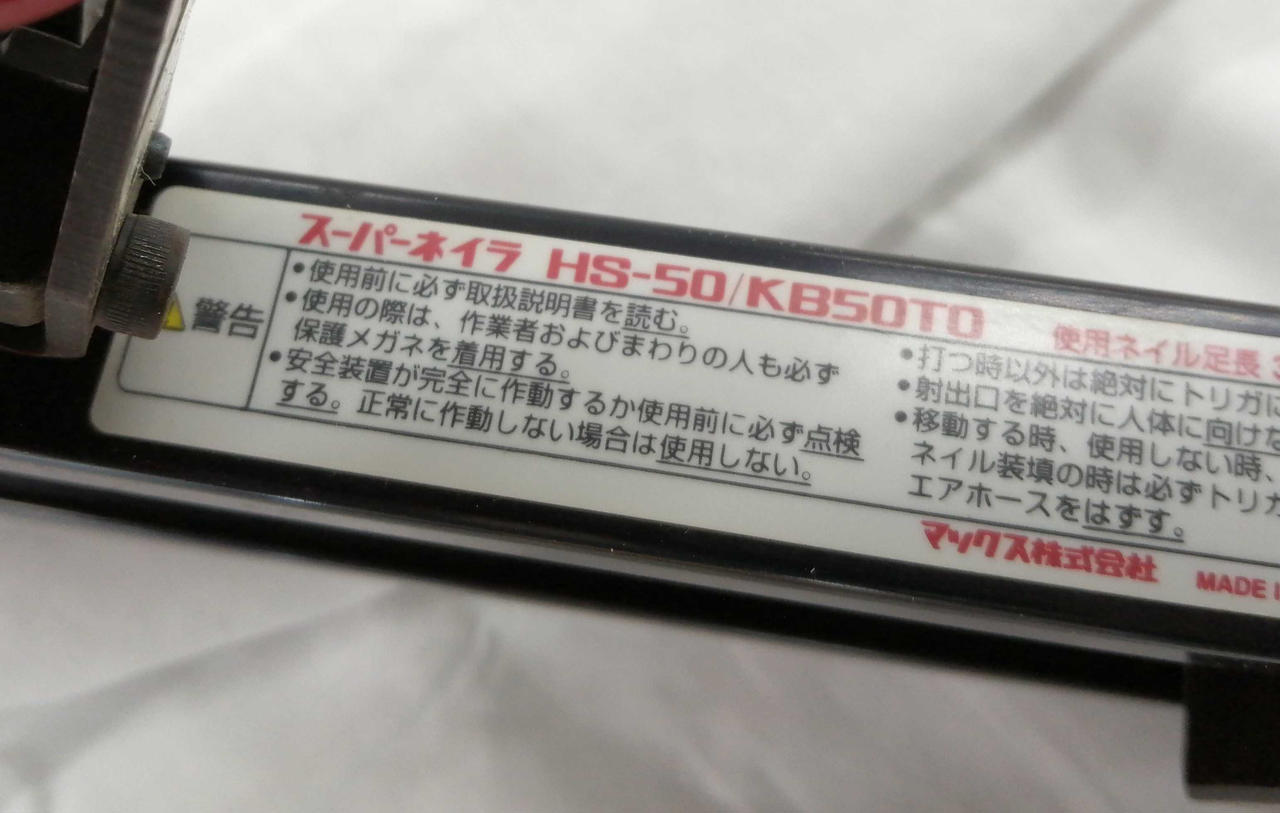 スーパーネイラ HS-50/KB50TD 使用ネイル足長
警告
•使用前に必ず取扱説明書を読む。
•使用の際は、作業者およびまわりの人も必ず
保護メガネを着用する。
•安全装置が完全に作動するか使用前に必ず点検
する。正常に作動しない場合は使用しない。
•打つ時以外は絶対にトリガに
•射出口を絶対に人体に向けな
•移動する時、使用しない時、
ネイル装填の時は必ずトリガ
エアホースをはずす。
マックス株式会社 MADE